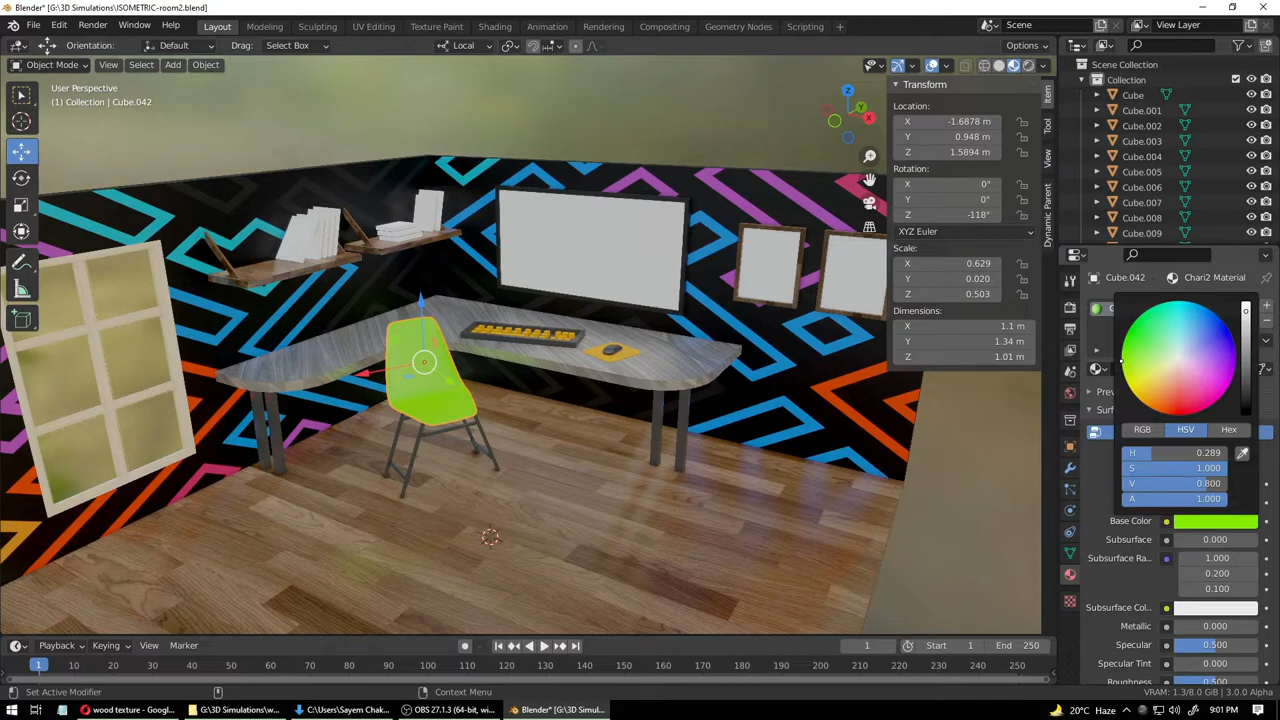 Blender* [G:\3D Simulations\ISOMETRIC-room2.blend]
File Edit Render Window Help
Layout Modeling Sculpting UV Editing Texture Paint Shading Animation Rendering Compositing Geometry Nodes Scripting
Scene
View Layer
Orientation: Default Drag: Select Box Local Options
Object Mode View Select Add Object
User Perspective
(1) Collection | Cube.042
X
Y
Z
Transform
Location:
X -1.6878 m
Y 0.948 m
Z 1.5894 m
Rotation:
X 0°
Y 0°
Z -118°
XYZ Euler
Scale:
X 0.629
Y 0.020
Z 0.503
Dimensions:
X 1.1 m
Y 1.34 m
Z 1.01 m
Item
Tool
View
Dynamic Parent
Scene Collection
Collection
Cube
Cube.001
Cube.002
Cube.003
Cube.004
Cube.005
Cube.006
Cube.007
Cube.008
Cube.009
Cube.042 Chari2 Material
RGB HSV Hex
H 0.289
S 1.000
V 0.800
A 1.000
Base Color
Subsurface 0.000
Subsurface Ra.. 1.000
0.200
0.100
Subsurface Col..
Metallic 0.000
Specular 0.500
Specular Tint 0.000
Roughness 0.500
Playback Keying View Marker
1 Start 1 End 250
1 10 20 30 40 50 60 70 80 90 100 110 120 130 140 150 160 170 180 190 200 210 220 230 240 250
Set Active Modifier Context Menu VRAM: 1.3/8.0 GiB | 3.0.0 Alpha
wood texture - Googl... G:\3D Simulations\w... C:\Users\Sayem Chak... OBS 27.1.3 (64-bit, wi... Blender* [G:\3D Simul... 20°C Haze 9:01 PM